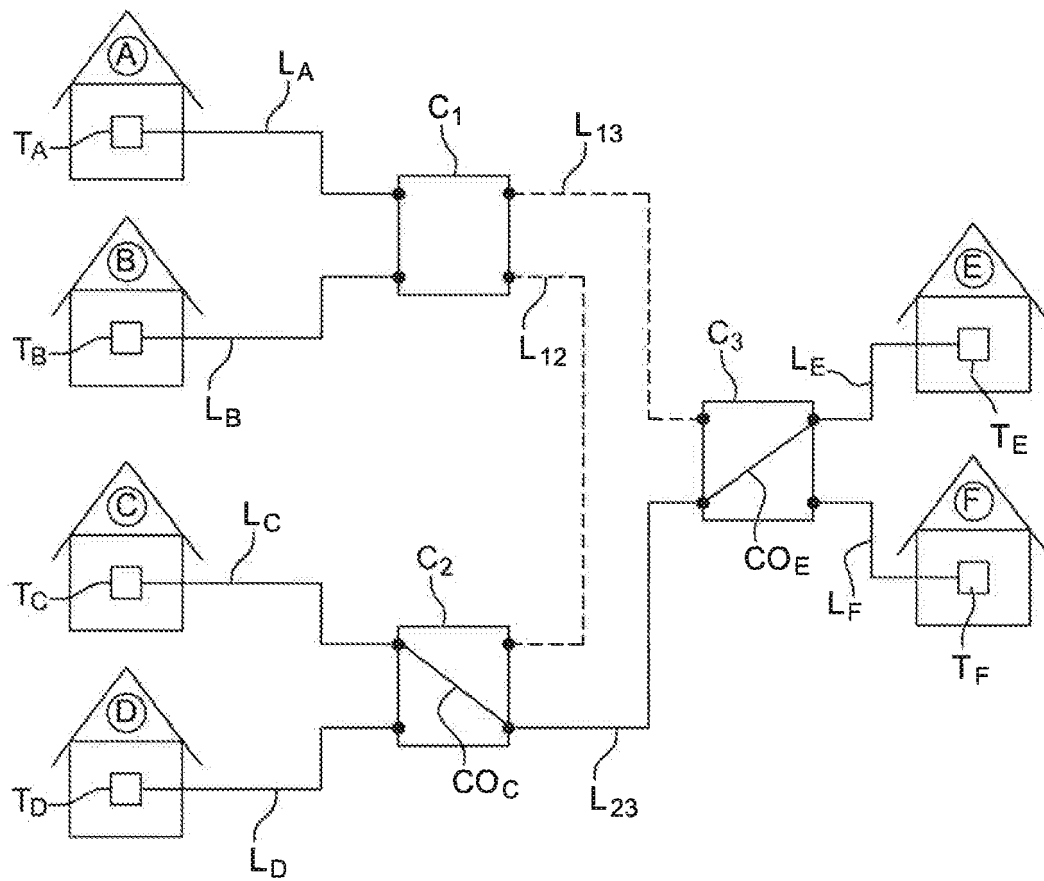 A
L_A
T_A
C_1
L_13
B
T_B
L_B
L_12
E
C_3
L_E
T_E
C
L_C
T_C
C_2
CO_E
F
L_F
T_F
D
CO_C
L_23
T_D
L_D